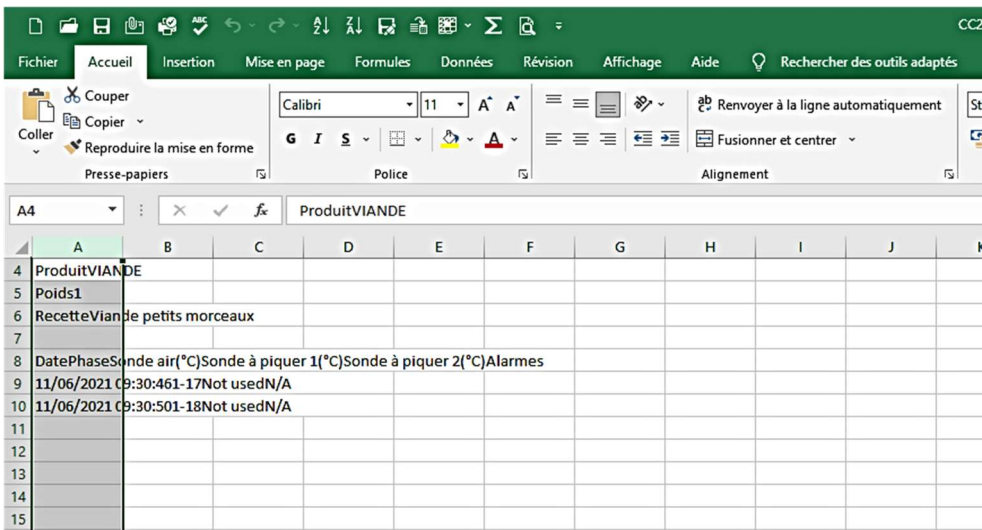 ABC
CC2
Fichier Accueil Insertion Mise en page Formules Données Révision Affichage Aide Rechercher des outils adaptés
Coller
Couper
Copier
Reproduire la mise en forme
Presse-papiers
Calibri 11 A A
G I S A
Police
ab Renvoyer à la ligne automatiquement
Fusionner et centrer
Alignement
St
A4 fx ProduitVIANDE
A B C D E F G H I J K
4 ProduitVIANDE
5 Poids1
6 RecetteViande petits morceaux
7
8 DatePhaseSonde air(°C)Sonde à piquer 1(°C)Sonde à piquer 2(°C)Alarmes
9 11/06/2021 09:30:461-17Not usedN/A
10 11/06/2021 09:30:501-18Not usedN/A
11
12
13
14
15